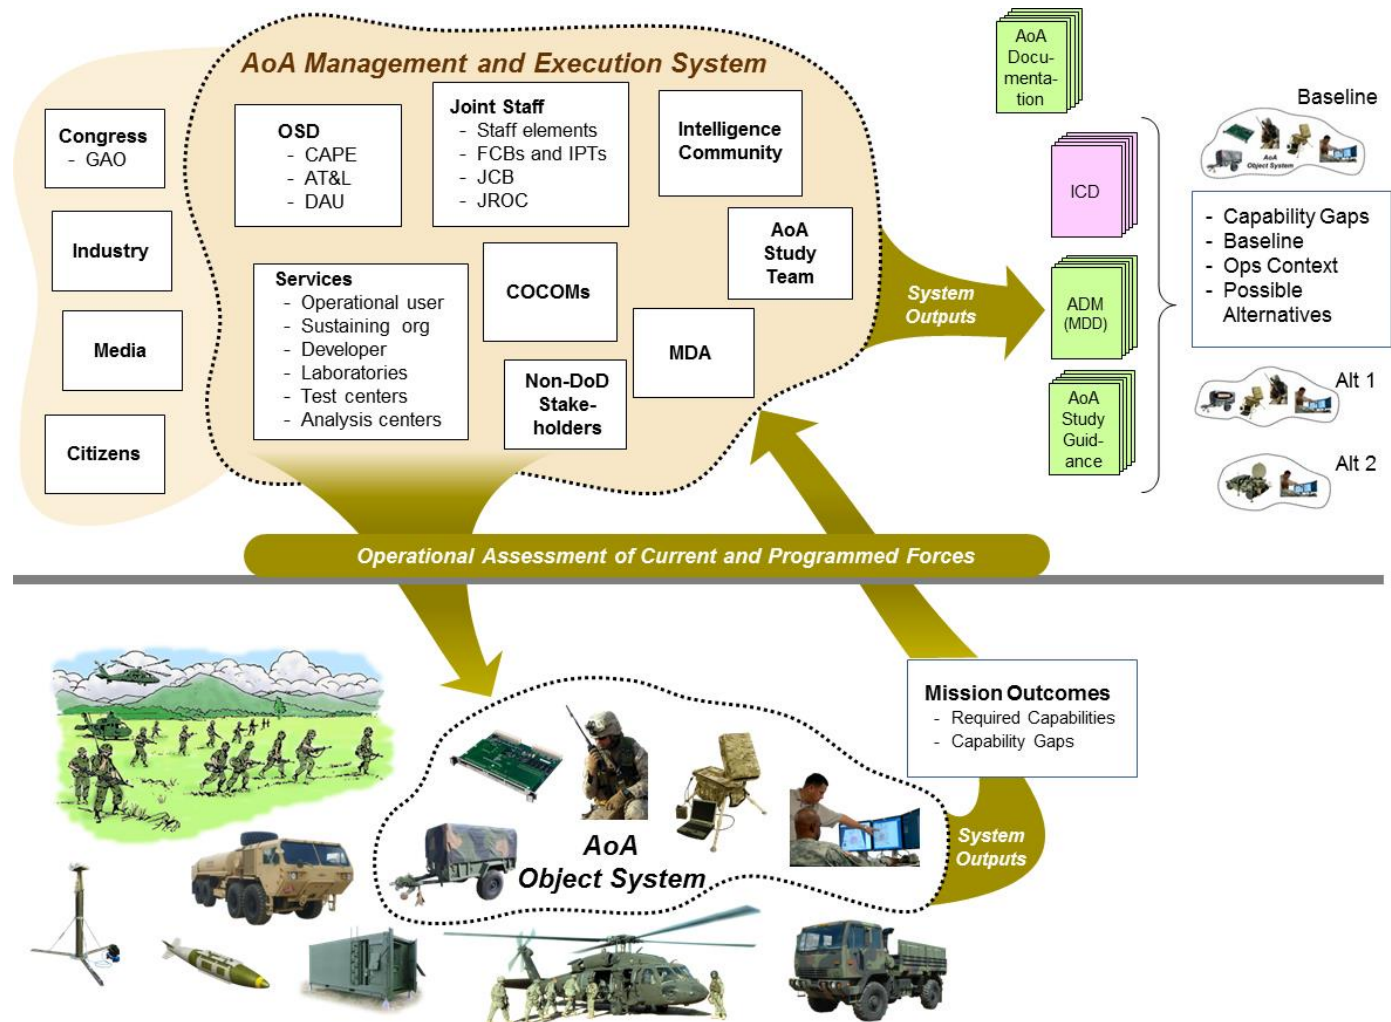 AoA Management and Execution System
Congress
- GAO
Industry
Media
Citizens
OSD
- CAPE
- AT&L
- DAU
Joint Staff
- Staff elements
- FCBs and IPTs
- JCB
- JROC
Intelligence
Community
AoA
Study
Team
Services
- Operational user
- Sustaining org
- Developer
- Laboratories
- Test centers
- Analysis centers
COCOMs
MDA
Non-DoD
Stake-
holders
System
Outputs
AoA
Docu-
menta-
tion
ICD
ADM
(MDD)
AoA
Study
Guid-
ance
Baseline
AoA
Object System
- Capability Gaps
- Baseline
- Ops Context
- Possible
Alternatives
Alt 1
Alt 2
Operational Assessment of Current and Programmed Forces
Mission Outcomes
- Required Capabilities
- Capability Gaps
System
Outputs
AoA
Object System